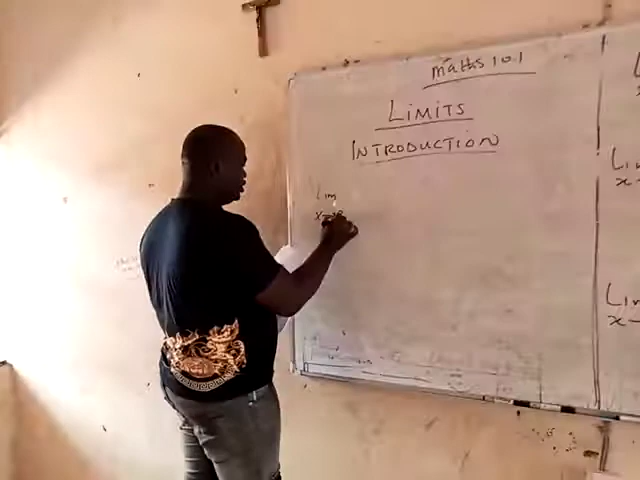 maths 101
LIMITS
INTRODUCTION
Lim
x→
Lim
x→
Lim
x→